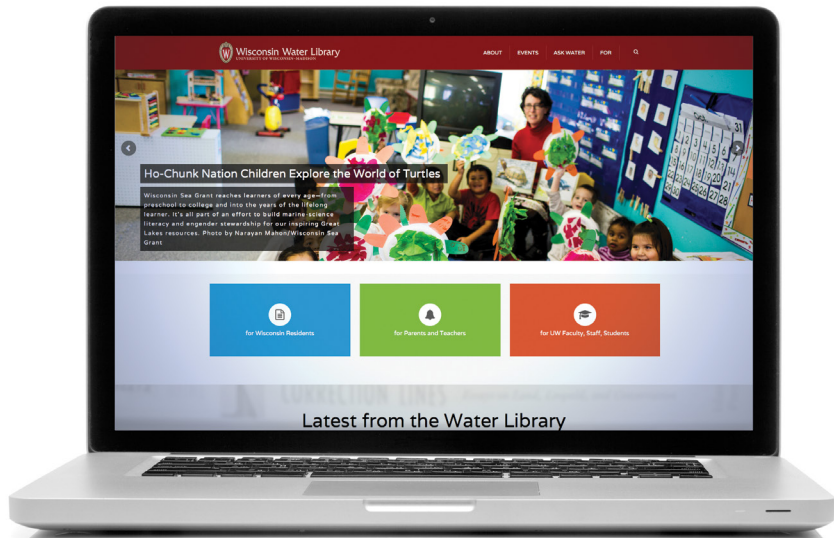 Wisconsin Water Library
UNIVERSITY OF WISCONSIN–MADISON
ABOUT EVENTS ASK WATER FOR
Ho-Chunk Nation Children Explore the World of Turtles
Wisconsin Sea Grant reaches learners of every age—from
preschool to college and into the years of the lifelong
learner. It's all part of an effort to build marine-science
literacy and engender stewardship for our inspiring Great
Lakes resources. Photo by Narayan Mahon/Wisconsin Sea
Grant
for Wisconsin Residents
for Parents and Teachers
for UW Faculty, Staff, Students
CORRECTION LINES
Latest from the Water Library